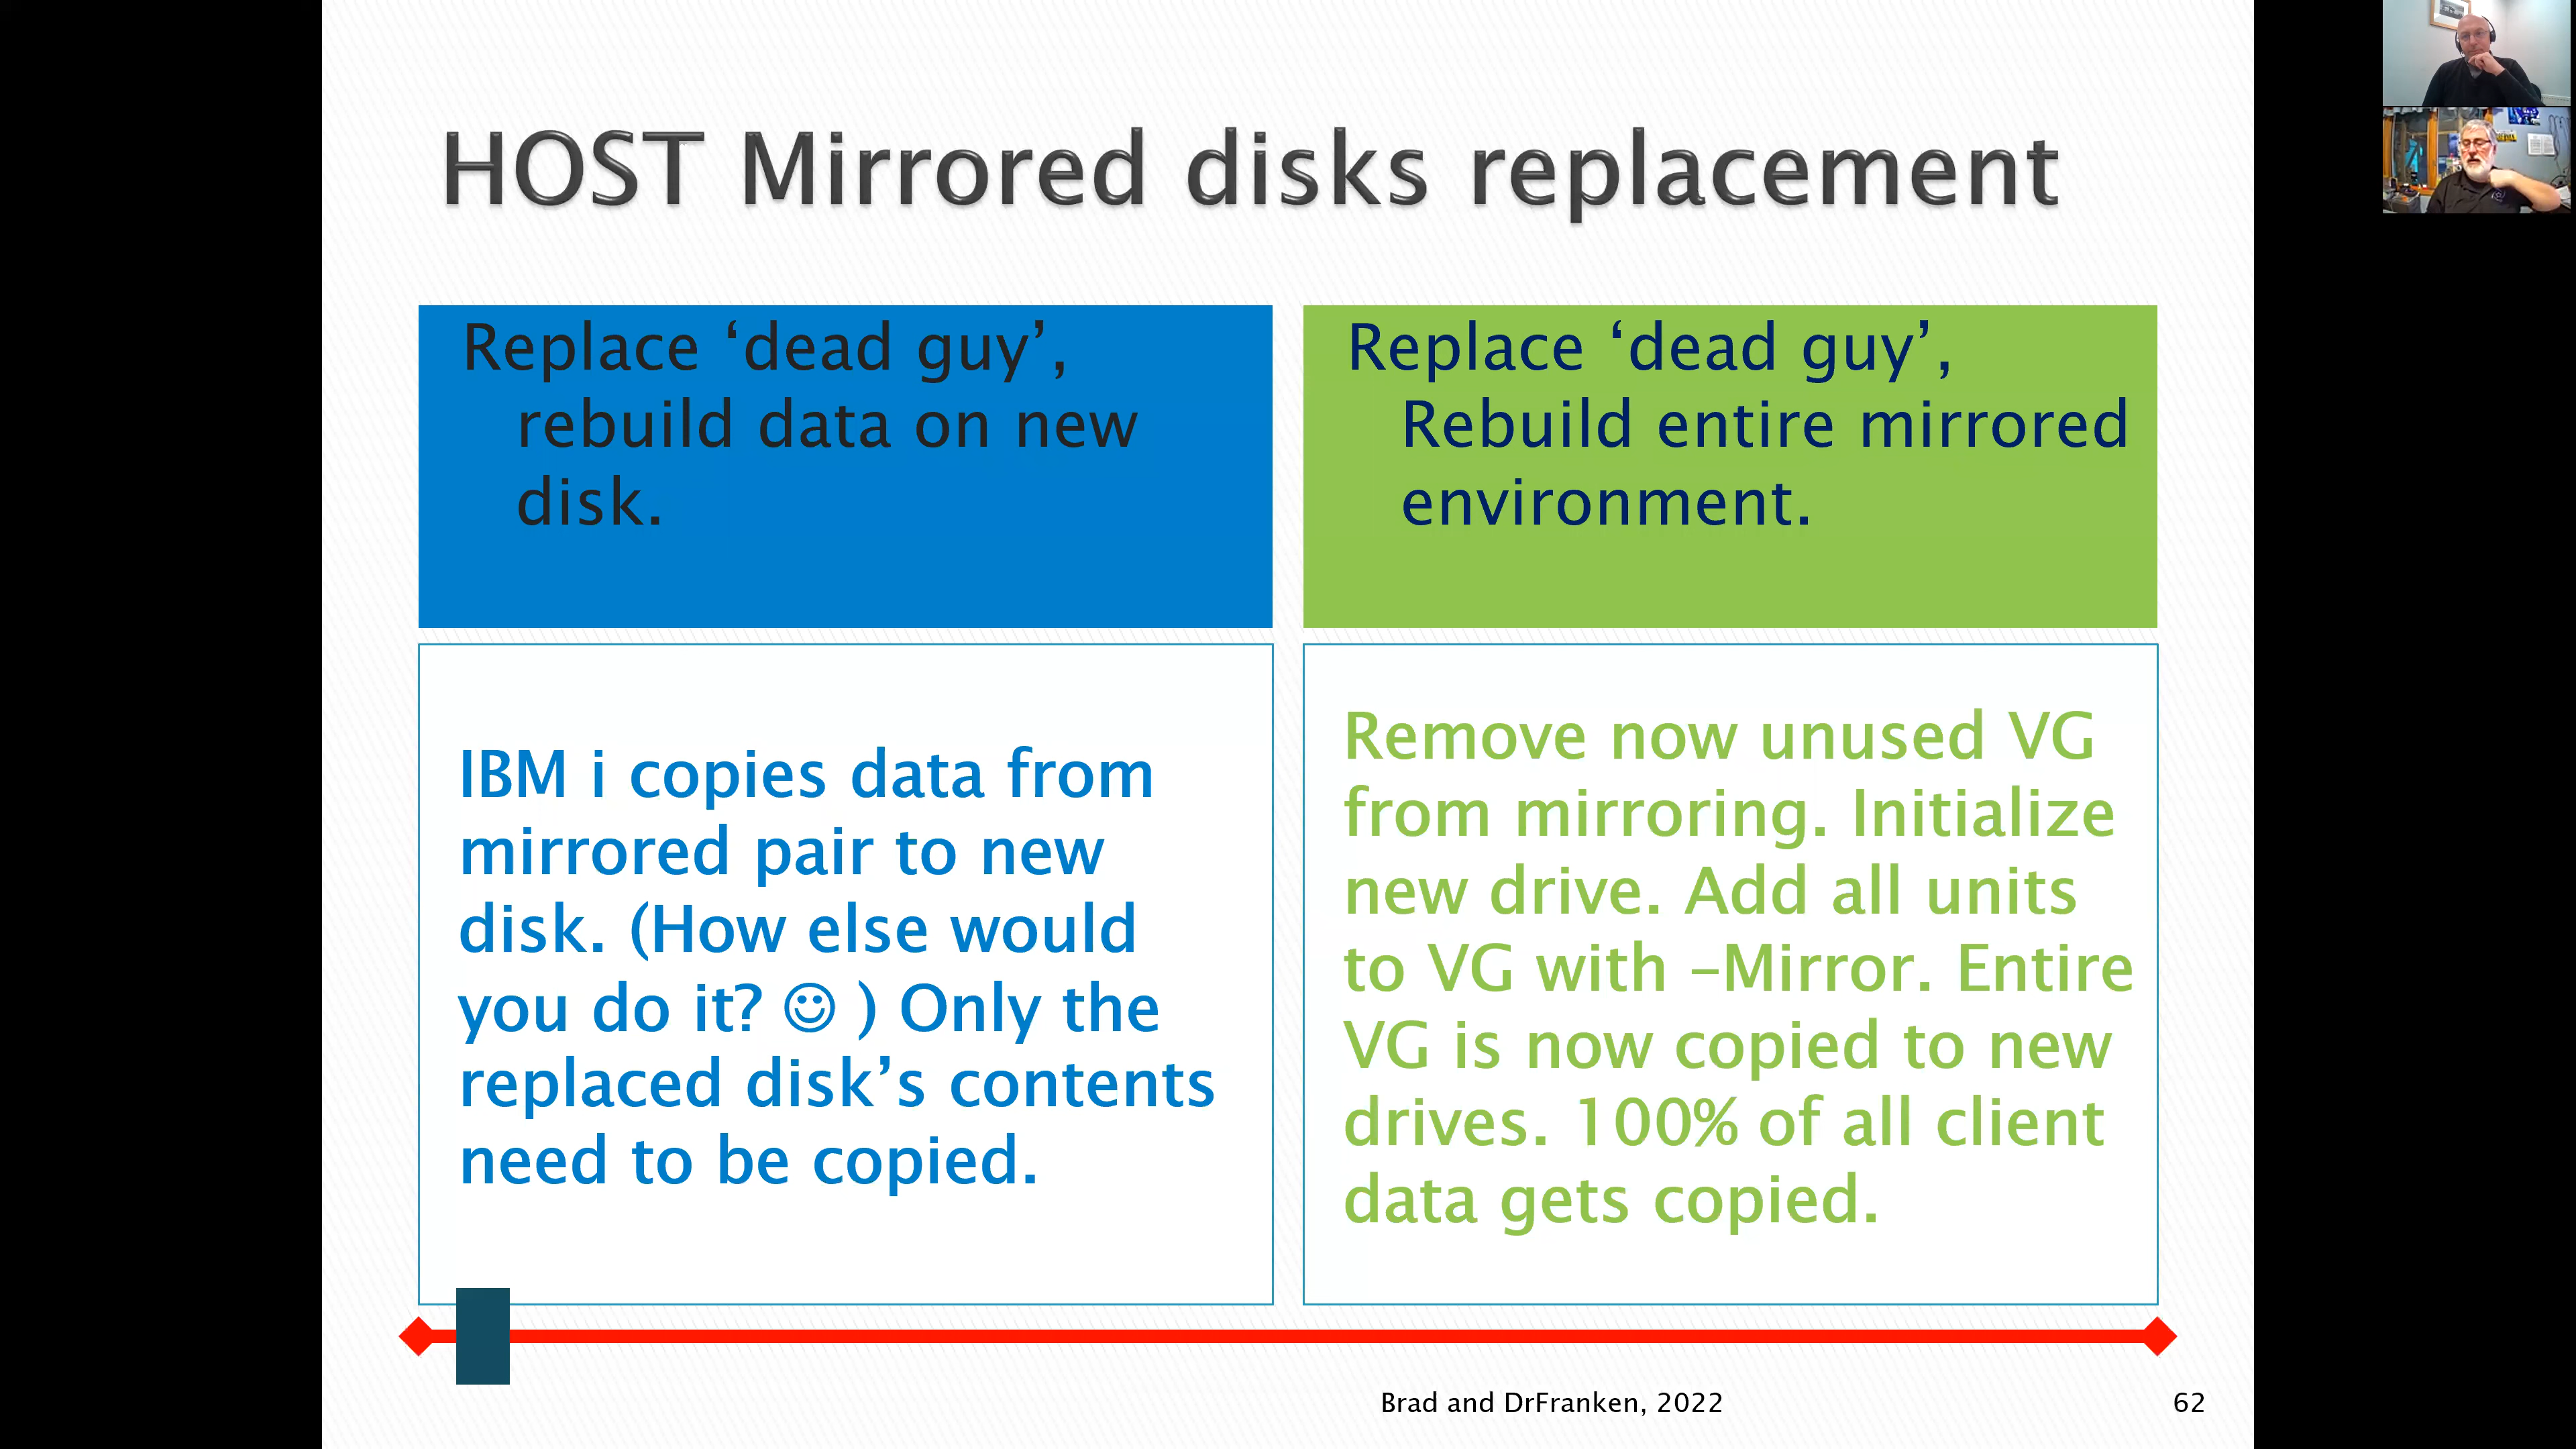 HOST Mirrored disks replacement
Replace ‘dead guy’,
rebuild data on new
disk.
Replace ‘dead guy’,
Rebuild entire mirrored
environment.
IBM i copies data from
mirrored pair to new
disk. (How else would
you do it? ☺ ) Only the
replaced disk’s contents
need to be copied.
Remove now unused VG
from mirroring. Initialize
new drive. Add all units
to VG with –Mirror. Entire
VG is now copied to new
drives. 100% of all client
data gets copied.
Brad and DrFranken, 2022
62